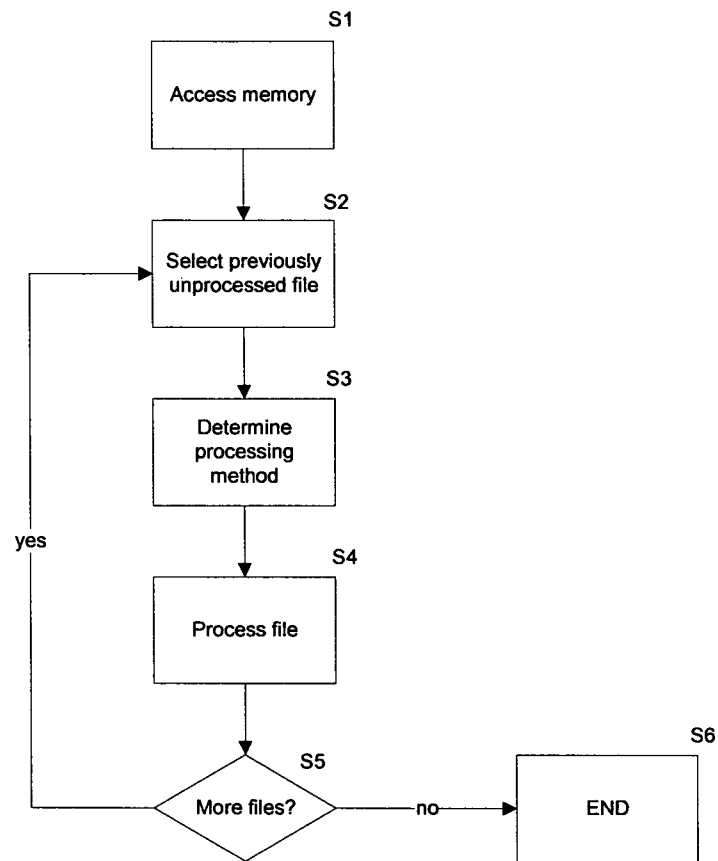 S1
Access memory
S2
Select previously
unprocessed file
S3
Determine
processing
method
yes
S4
Process file
S5
More files?
no
S6
END